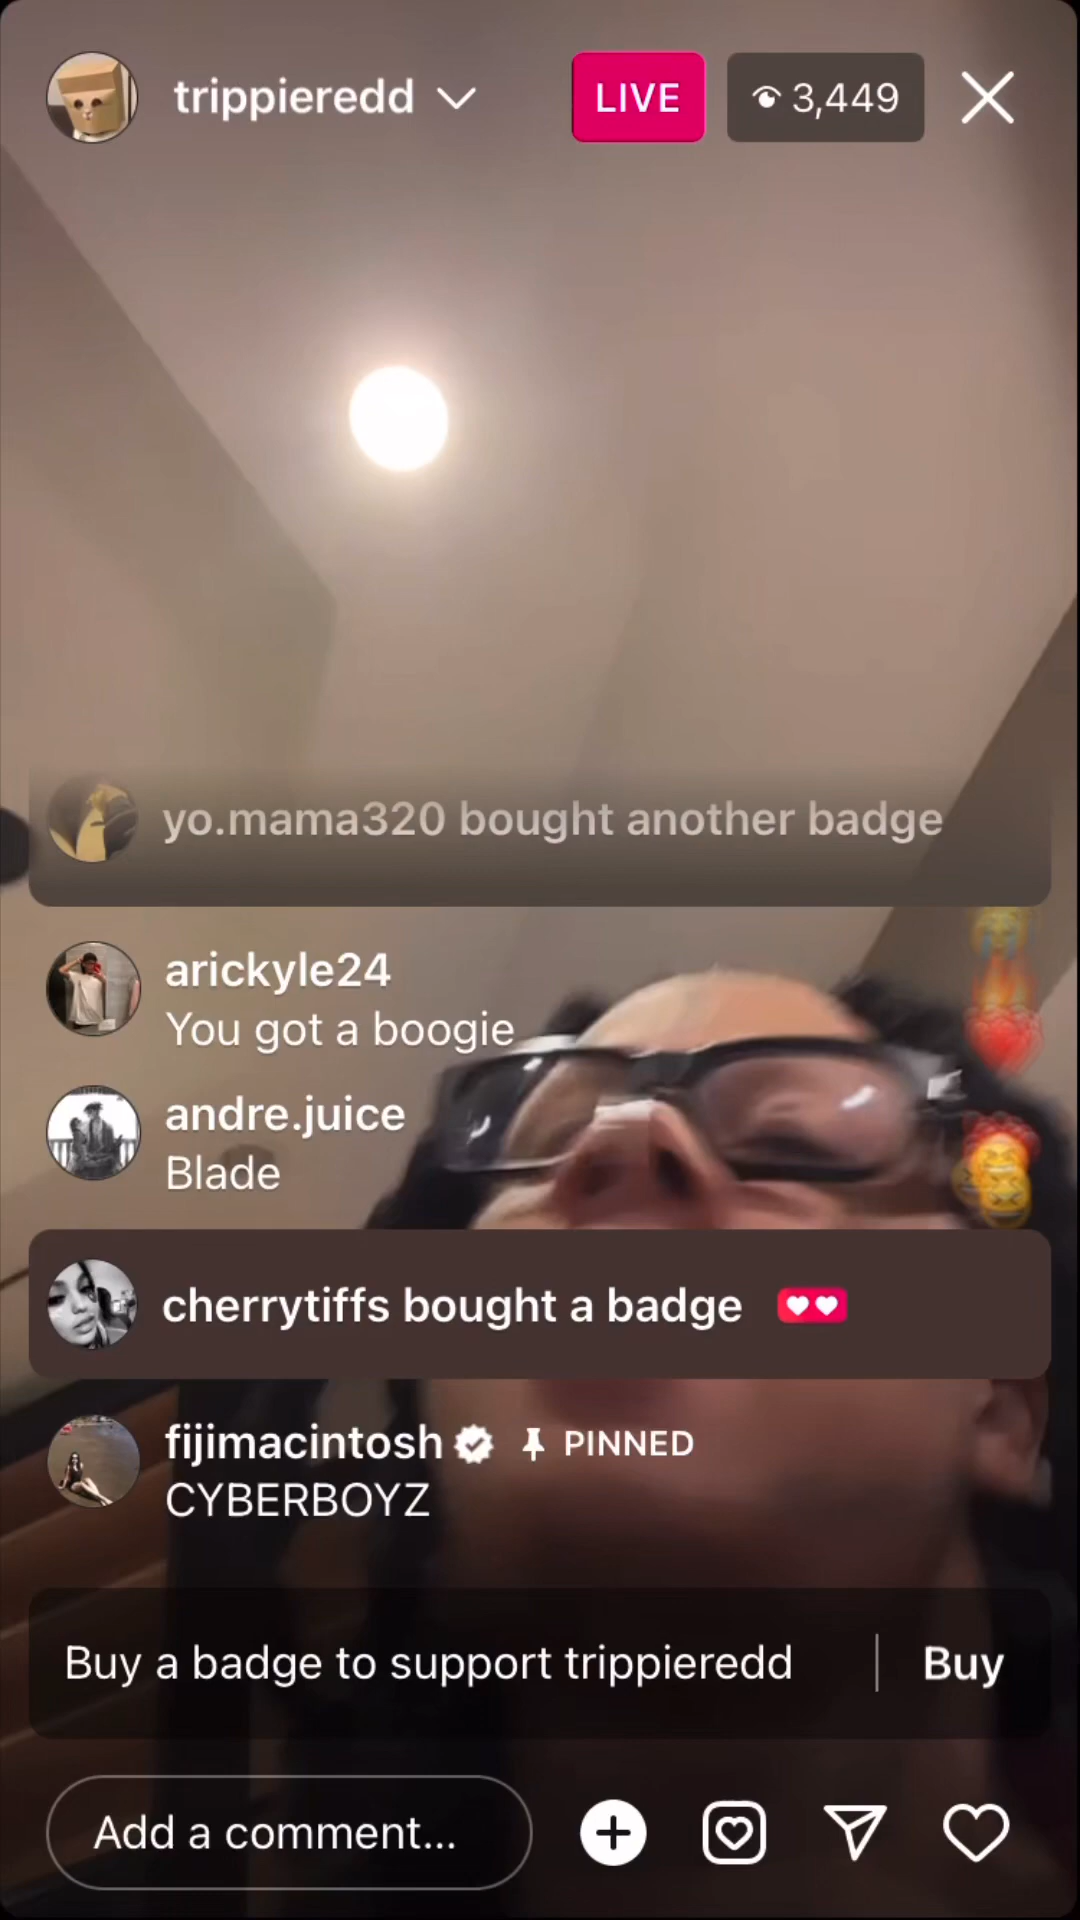 trippieredd
LIVE
3,449
yo.mama320 bought another badge
arickyle24
You got a boogie
andre.juice
Blade
cherrytiffs bought a badge
fijimacintosh PINNED
CYBERBOYZ
Buy a badge to support trippieredd Buy
Add a comment...